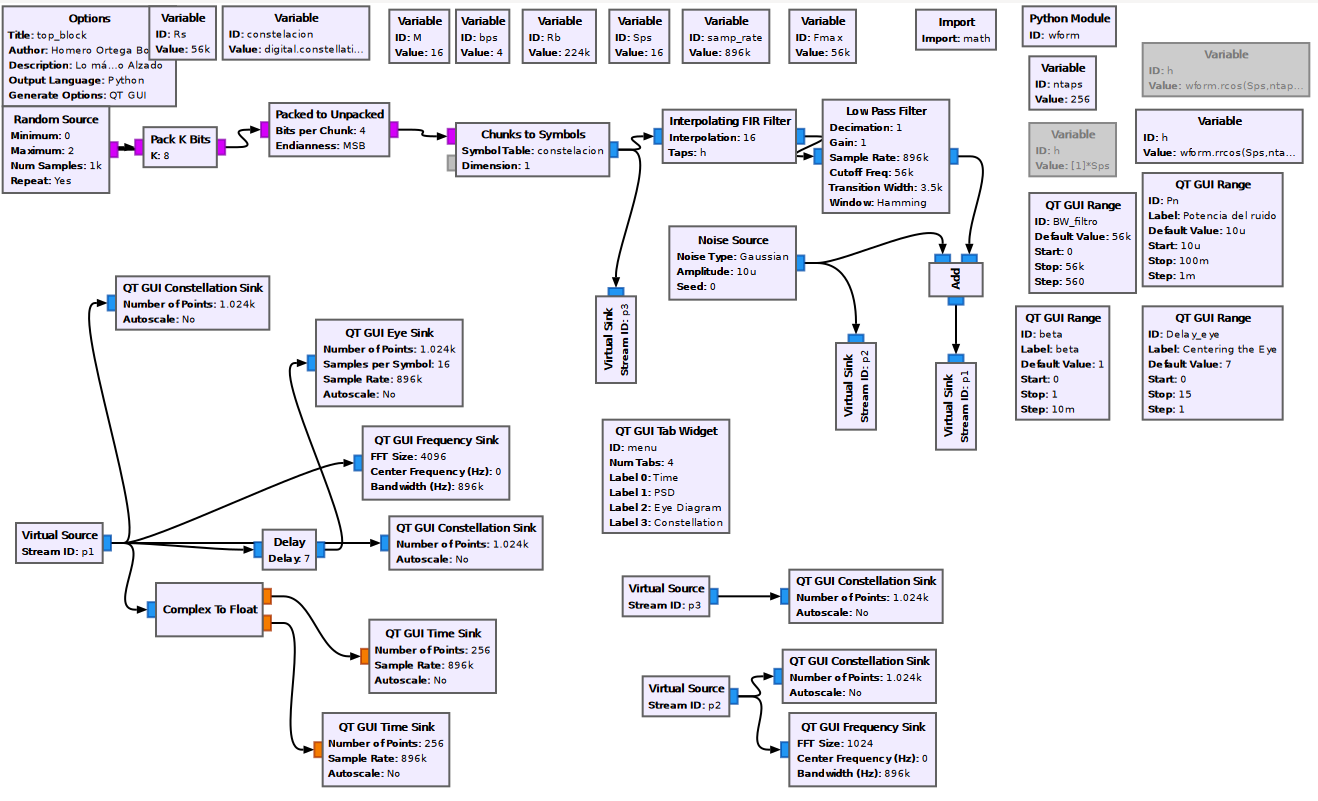 Options
Title: top_block
Author: Homero Ortega Bo
Description: Lo má...o Alzado
Output Language: Python
Generate Options: QT GUI
Variable
ID: Rs
Value: 56k
Variable
ID: constelacion
Value: digital.constellati...
Variable
ID: M
Value: 16
Variable
ID: bps
Value: 4
Variable
ID: Rb
Value: 224k
Variable
ID: Sps
Value: 16
Variable
ID: samp_rate
Value: 896k
Variable
ID: Fmax
Value: 56k
Import
Import: math
Python Module
ID: wform
Variable
ID: h
Value: wform.rcos(Sps,ntap...
Variable
ID: ntaps
Value: 256
Random Source
Minimum: 0
Maximum: 2
Num Samples: 1k
Repeat: Yes
Pack K Bits
K: 8
Packed to Unpacked
Bits per Chunk: 4
Endianness: MSB
Chunks to Symbols
Symbol Table: constelacion
Dimension: 1
Interpolating FIR Filter
Interpolation: 16
Taps: h
Low Pass Filter
Decimation: 1
Gain: 1
Sample Rate: 896k
Cutoff Freq: 56k
Transition Width: 3.5k
Window: Hamming
Variable
ID: h
Value: [1]*Sps
Variable
ID: h
Value: wform.rrcos(Sps,nta...
QT GUI Range
ID: BW_filtro
Default Value: 56k
Start: 0
Stop: 56k
Step: 560
QT GUI Range
ID: Pn
Label: Potencia del ruido
Default Value: 10u
Start: 10u
Stop: 100m
Step: 1m
Noise Source
Noise Type: Gaussian
Amplitude: 10u
Seed: 0
Add
Virtual Sink
Stream ID: p3
Virtual Sink
Stream ID: p2
Virtual Sink
Stream ID: p1
QT GUI Range
ID: beta
Label: beta
Default Value: 1
Start: 0
Stop: 1
Step: 10m
QT GUI Range
ID: Delay_eye
Label: Centering the Eye
Default Value: 7
Start: 0
Stop: 15
Step: 1
QT GUI Constellation Sink
Number of Points: 1.024k
Autoscale: No
QT GUI Eye Sink
Number of Points: 1.024k
Samples per Symbol: 16
Sample Rate: 896k
Autoscale: No
QT GUI Frequency Sink
FFT Size: 4096
Center Frequency (Hz): 0
Bandwidth (Hz): 896k
QT GUI Tab Widget
ID: menu
Num Tabs: 4
Label 0: Time
Label 1: PSD
Label 2: Eye Diagram
Label 3: Constellation
Virtual Source
Stream ID: p1
Delay
Delay: 7
QT GUI Constellation Sink
Number of Points: 1.024k
Autoscale: No
Complex To Float
QT GUI Time Sink
Number of Points: 256
Sample Rate: 896k
Autoscale: No
QT GUI Time Sink
Number of Points: 256
Sample Rate: 896k
Autoscale: No
Virtual Source
Stream ID: p3
QT GUI Constellation Sink
Number of Points: 1.024k
Autoscale: No
Virtual Source
Stream ID: p2
QT GUI Constellation Sink
Number of Points: 1.024k
Autoscale: No
QT GUI Frequency Sink
FFT Size: 1024
Center Frequency (Hz): 0
Bandwidth (Hz): 896k